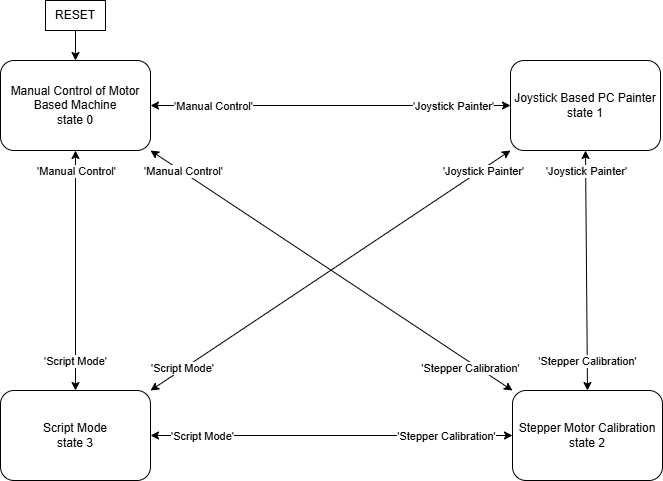 RESET
Manual Control of Motor
Based Machine
state 0
Joystick Based PC Painter
state 1
'Manual Control'
'Joystick Painter'
'Manual Control'
'Manual Control'
'Joystick Painter'
'Joystick Painter'
'Script Mode'
'Script Mode'
'Stepper Calibration'
'Stepper Calibration'
Script Mode
state 3
'Script Mode'
'Stepper Calibration'
Stepper Motor Calibration
state 2